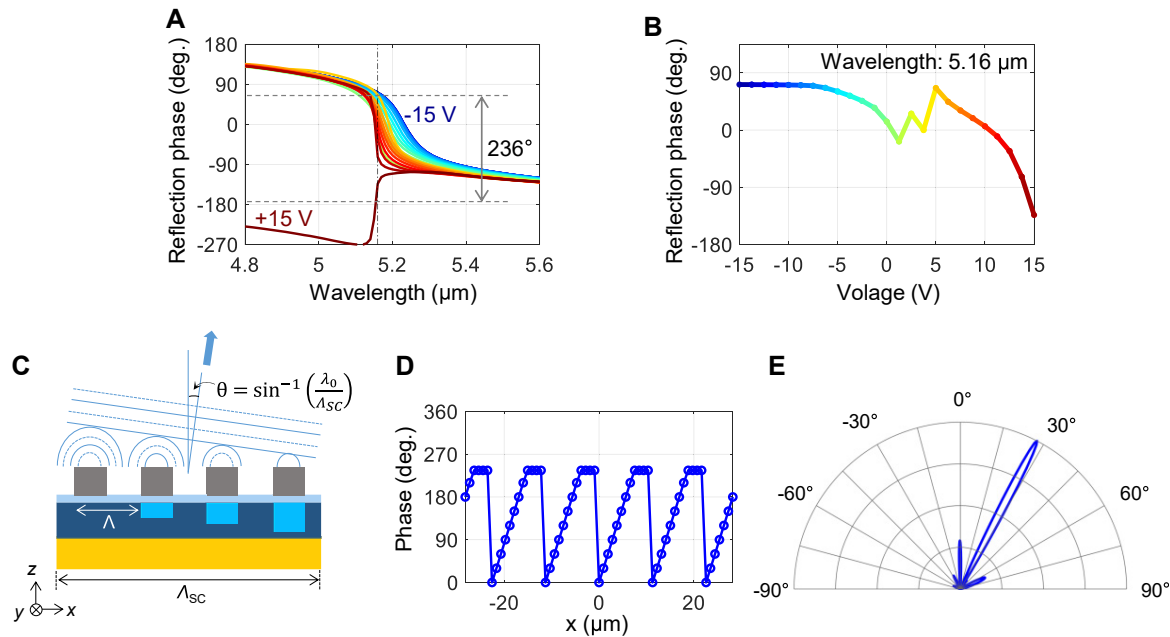 A
180
90
0
-90
-180
-270
Reflection phase (deg.)
-15 V
236°
+15 V
4.8
5
5.2
5.4
5.6
Wavelength (µm)
B
Wavelength: 5.16 µm
90
0
-90
-180
Reflection phase (deg.)
-15
-10
-5
0
5
10
15
Volage (V)
C
θ = sin⁻¹ (λ₀/Λ_SC)
Λ
Λ_SC
z
y
x
D
360
270
180
90
0
Phase (deg.)
-20
0
20
x (µm)
E
0°
-30°
30°
-60°
60°
-90°
90°